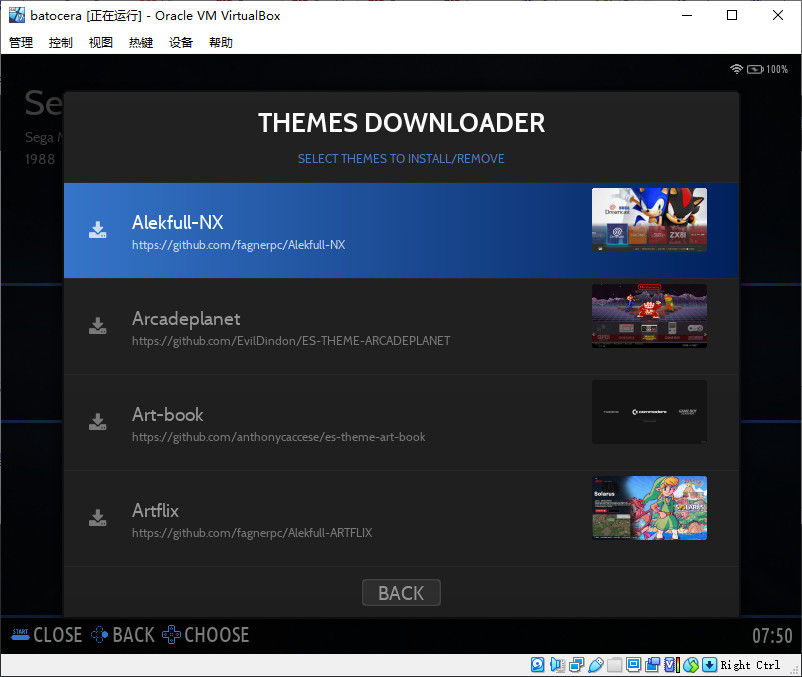 batocera [正在运行] - Oracle VM VirtualBox
管理 控制 视图 热键 设备 帮助
100%
Se
Sega M
1988
THEMES DOWNLOADER
SELECT THEMES TO INSTALL/REMOVE
Alekfull-NX
https://github.com/fagnerpc/Alekfull-NX
Arcadeplanet
https://github.com/EvilDindon/ES-THEME-ARCADEPLANET
Art-book
https://github.com/anthonycaccese/es-theme-art-book
Artflix
https://github.com/fagnerpc/Alekfull-ARTFLIX
Solarus
BACK
START CLOSE BACK CHOOSE 07:50
Right Ctrl